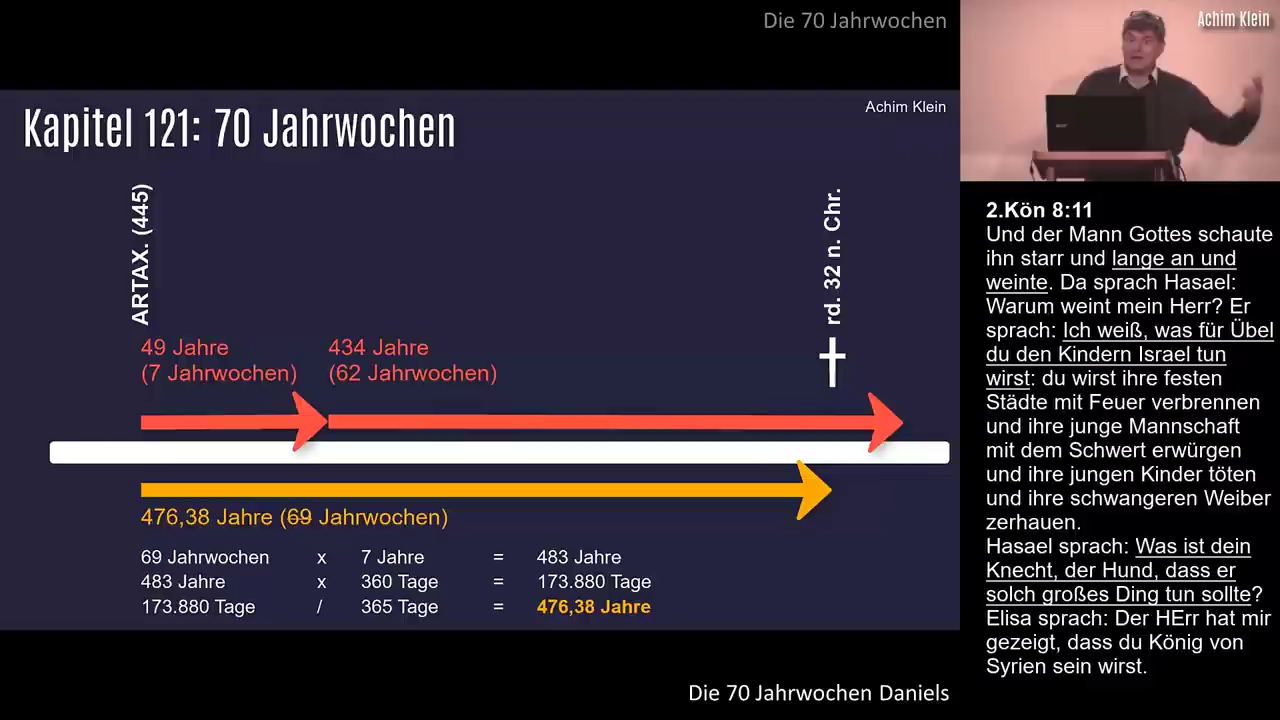 Die 70 Jahrwochen
Achim Klein
Kapitel 121: 70 Jahrwochen
Achim Klein
ARTAX. (445)
rd. 32 n. Chr.
49 Jahre
(7 Jahrwochen)
434 Jahre
(62 Jahrwochen)
476,38 Jahre (69 Jahrwochen)
69 Jahrwochen x 7 Jahre = 483 Jahre
483 Jahre x 360 Tage = 173.880 Tage
173.880 Tage / 365 Tage = 476,38 Jahre
Die 70 Jahrwochen Daniels
2.Kön 8:11
Und der Mann Gottes schaute
ihn starr und lange an und
weinte. Da sprach Hasael:
Warum weint mein Herr? Er
sprach: Ich weiß, was für Übel
du den Kindern Israel tun
wirst: du wirst ihre festen
Städte mit Feuer verbrennen
und ihre junge Mannschaft
mit dem Schwert erwürgen
und ihre jungen Kinder töten
und ihre schwangeren Weiber
zerhauen.
Hasael sprach: Was ist dein
Knecht, der Hund, dass er
solch großes Ding tun sollte?
Elisa sprach: Der HErr hat mir
gezeigt, dass du König von
Syrien sein wirst.